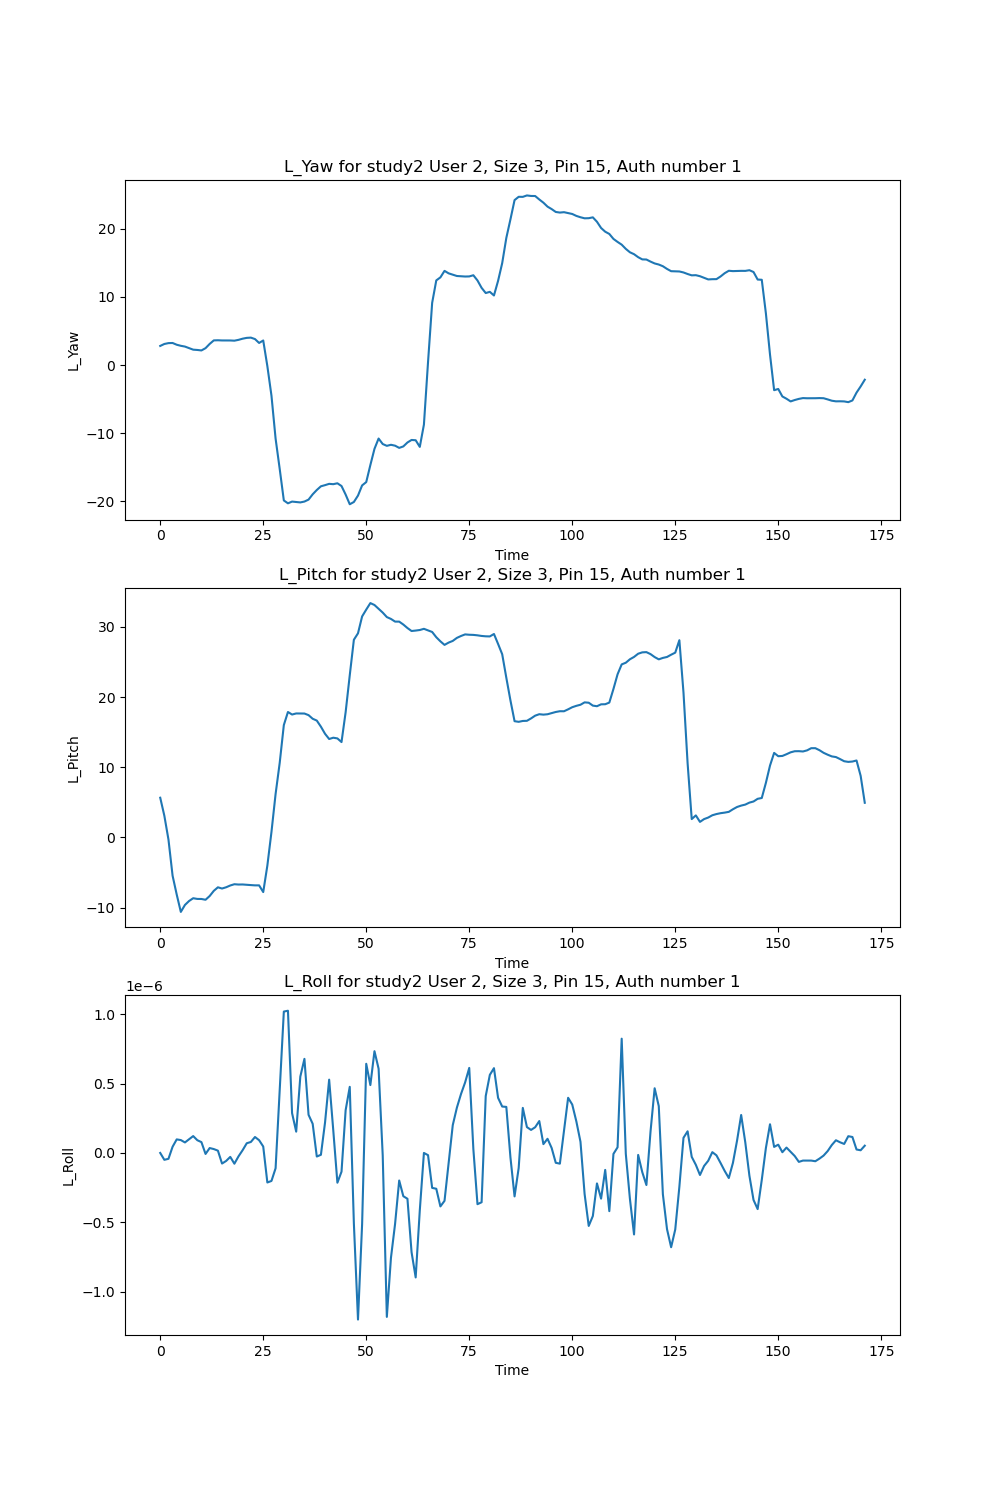 L_Yaw for study2 User 2, Size 3, Pin 15, Auth number 1
20
10
0
−10
−20
L_Yaw
0 25 50 75 100 125 150 175
Time
L_Pitch for study2 User 2, Size 3, Pin 15, Auth number 1
30
20
10
0
−10
L_Pitch
0 25 50 75 100 125 150 175
Time
L_Roll for study2 User 2, Size 3, Pin 15, Auth number 1
1e−6
1.0
0.5
0.0
−0.5
−1.0
L_Roll
0 25 50 75 100 125 150 175
Time